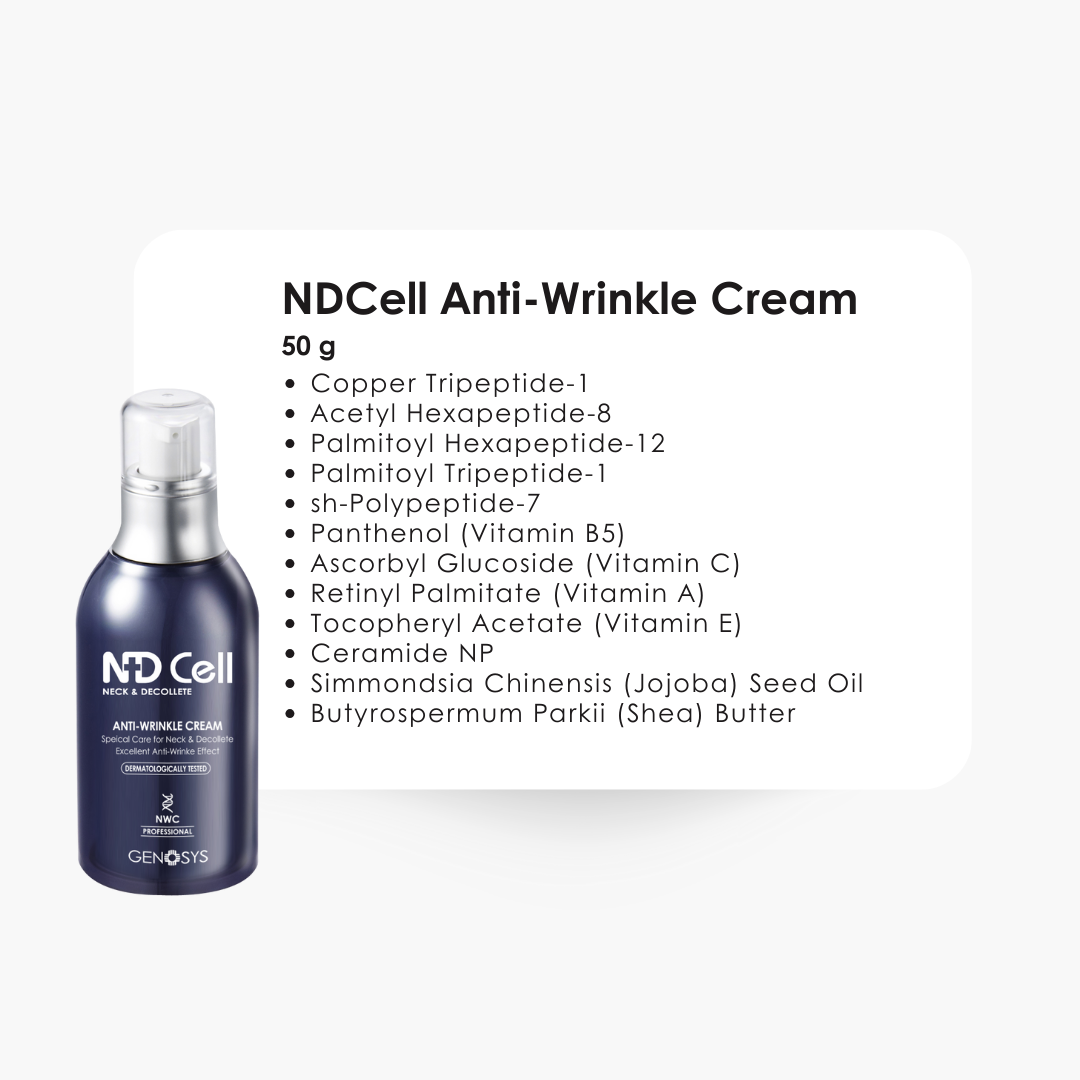 NDCell Anti-Wrinkle Cream
50 g
• Copper Tripeptide-1
• Acetyl Hexapeptide-8
• Palmitoyl Hexapeptide-12
• Palmitoyl Tripeptide-1
• sh-Polypeptide-7
• Panthenol (Vitamin B5)
• Ascorbyl Glucoside (Vitamin C)
• Retinyl Palmitate (Vitamin A)
• Tocopheryl Acetate (Vitamin E)
• Ceramide NP
• Simmondsia Chinensis (Jojoba) Seed Oil
• Butyrospermum Parkii (Shea) Butter
ND Cell
NECK & DECOLLETE
ANTI-WRINKLE CREAM
Speical Care for Neck & Decollete
Excellent Anti-Wrinke Effect
DERMATOLOGICALLY TESTED
NWC
PROFESSIONAL
GENOSYS